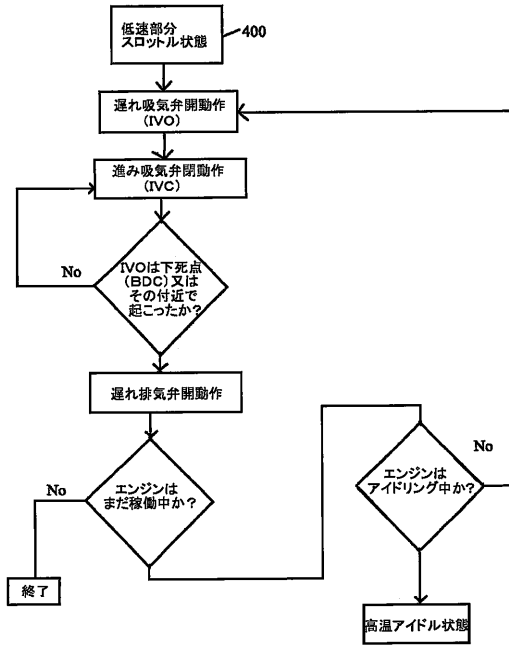 低速部分
スロットル状態
400
遅れ吸気弁開動作
(IVO)
進み吸気弁閉動作
(IVC)
No
IVOは下死点
(BDC)又は
その付近で
起こったか?
遅れ排気弁開動作
No
エンジンは
まだ稼働中か?
終了
No
エンジンは
アイドリング中か?
高温アイドル状態